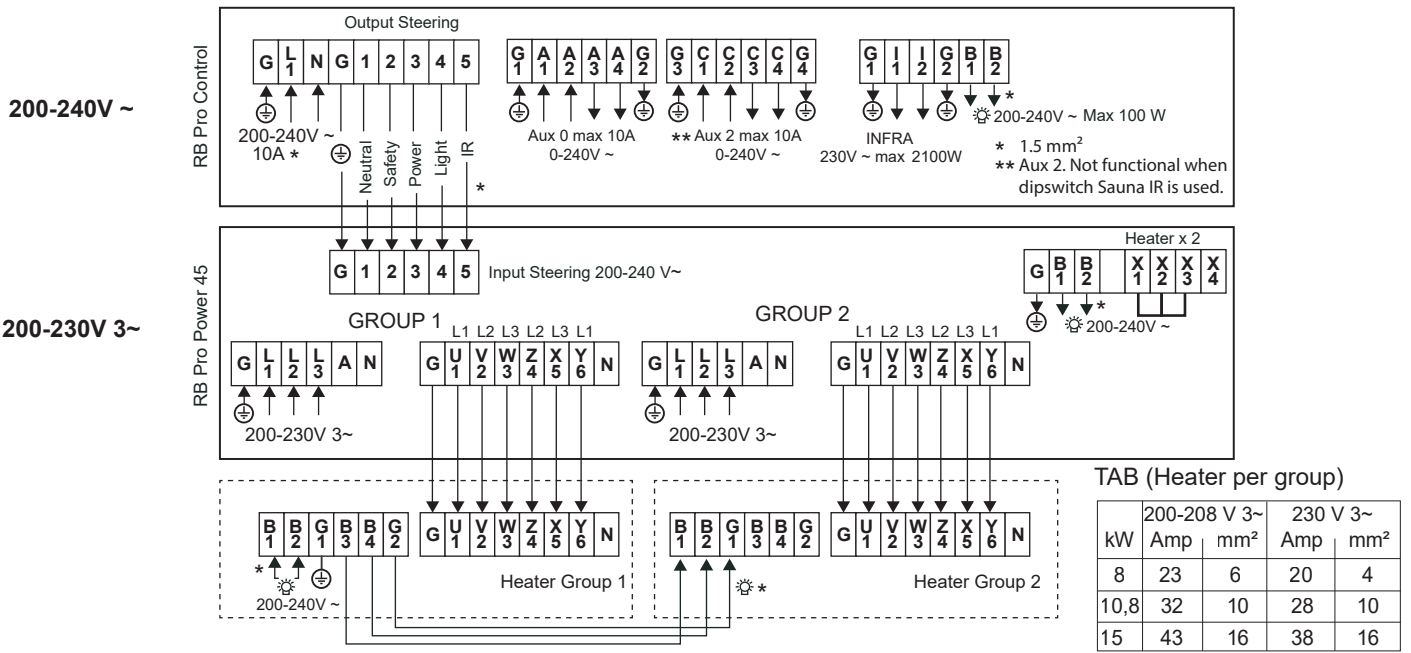 Output Steering
RB Pro Control
200-240V ~
G L1 N G 1 2 3 4 5
G1 A1 A2 A3 A4 G2
G3 C1 C2 C3 C4 G4
G1 I1 I2 G2 B1 B2
200-240V ~
10A *
Neutral
Safety
Power
Light
IR
*
Aux 0 max 10A
0-240V ~
** Aux 2 max 10A
0-240V ~
INFRA
230V ~ max 2100W
*
200-240V ~ Max 100 W
* 1.5 mm²
** Aux 2. Not functional when
dipswitch Sauna IR is used.
RB Pro Power 45
200-230V 3~
G 1 2 3 4 5
Input Steering 200-240 V~
Heater x 2
G B1 B2 X1 X2 X3 X4
*
200-240V ~
GROUP 1
L1 L2 L3 L2 L3 L1
G L1 L2 L3 A N
G U1 V2 W3 Z4 X5 Y6 N
200-230V 3~
GROUP 2
L1 L2 L3 L2 L3 L1
G L1 L2 L3 A N
G U1 V2 W3 Z4 X5 Y6 N
200-230V 3~
B1 B2 G1 B3 B4 G2
G U1 V2 W3 Z4 X5 Y6 N
*
200-240V ~
Heater Group 1
B1 B2 G1 B3 B4 G2
G U1 V2 W3 Z4 X5 Y6 N
*
Heater Group 2
TAB (Heater per group)
200-208 V 3~ 230 V 3~
kW Amp mm² Amp mm²
8 23 6 20 4
10,8 32 10 28 10
15 43 16 38 16